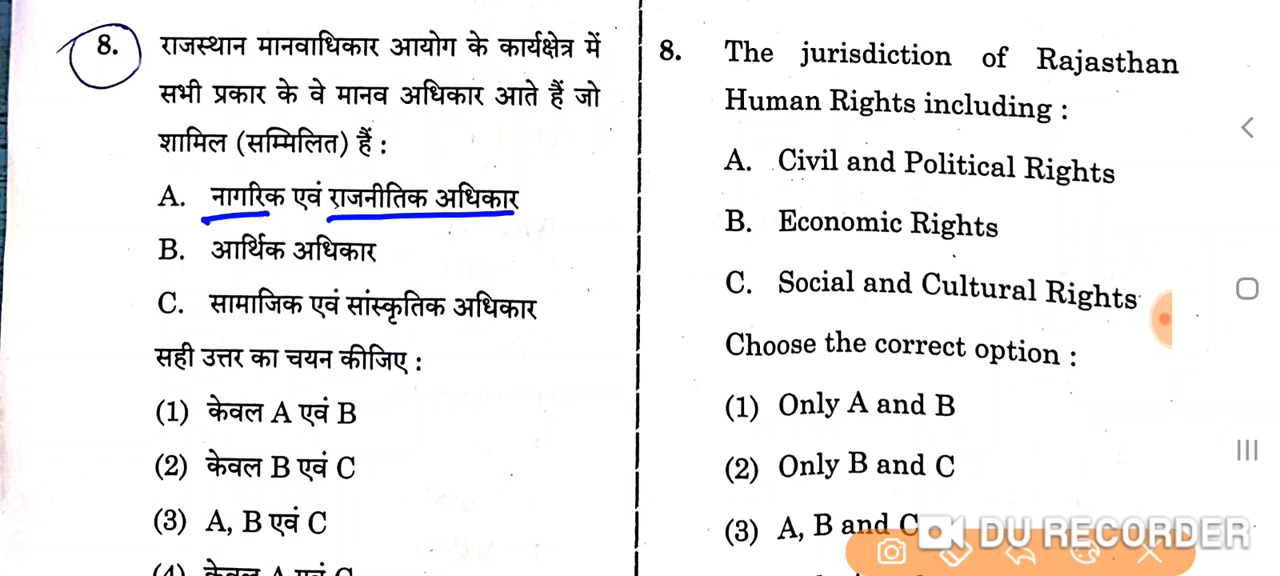 8. राजस्थान मानवाधिकार आयोग के कार्यक्षेत्र में
सभी प्रकार के वे मानव अधिकार आते हैं जो
शामिल (सम्मिलित) हैं :
A. नागरिक एवं राजनीतिक अधिकार
B. आर्थिक अधिकार
C. सामाजिक एवं सांस्कृतिक अधिकार
सही उत्तर का चयन कीजिए :
(1) केवल A एवं B
(2) केवल B एवं C
(3) A, B एवं C
(4) केवल A एवं C
8. The jurisdiction of Rajasthan
Human Rights including :
A. Civil and Political Rights
B. Economic Rights
C. Social and Cultural Rights
Choose the correct option :
(1) Only A and B
(2) Only B and C
(3) A, B and C
DU RECORDER